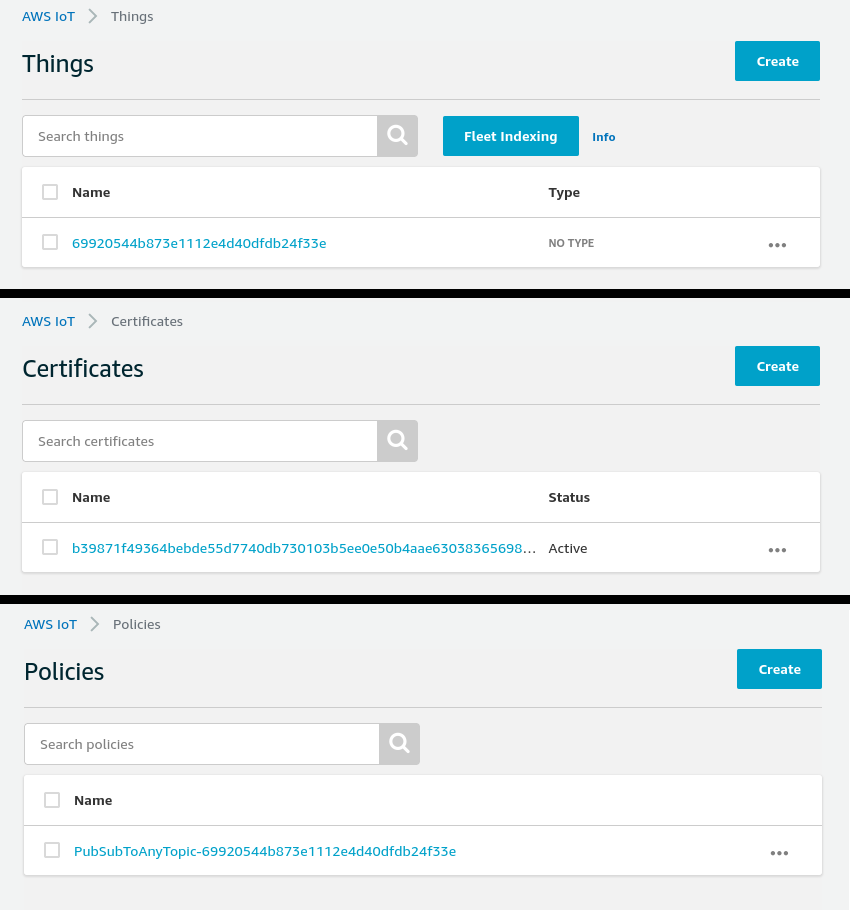 AWS IoT > Things
Things
Create
Search things
Fleet Indexing
Info
Name Type
69920544b873e1112e4d40dfdb24f33e NO TYPE •••
AWS IoT > Certificates
Certificates
Create
Search certificates
Name Status
b39871f49364bebde55d7740db730103b5ee0e50b4aae63038365698... Active •••
AWS IoT > Policies
Policies
Create
Search policies
Name
PubSubToAnyTopic-69920544b873e1112e4d40dfdb24f33e •••